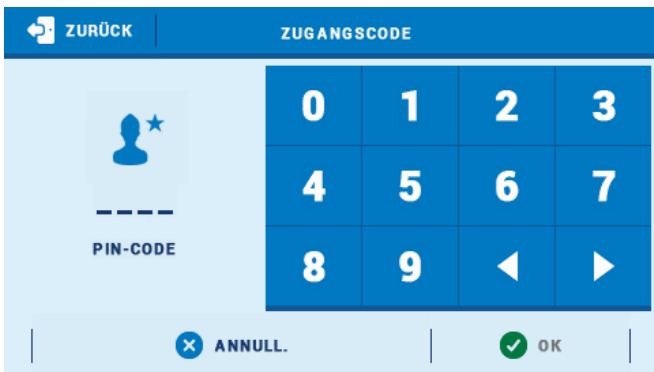 ZURÜCK ZUGANGSCODE
0 1 2 3
4 5 6 7
PIN-CODE
8 9
ANNULL. OK